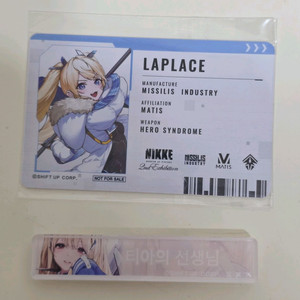 LAPLACE
MANUFACTURE
MISSILIS INDUSTRY
AFFILIATION
MATIS
WEAPON
HERO SYNDROME
NIKKE
2nd Exhibition
MISSILIS
INDUSTRY
MATIS
©SHIFT UP CORP.
NOT FOR SALE
티아의 선생님